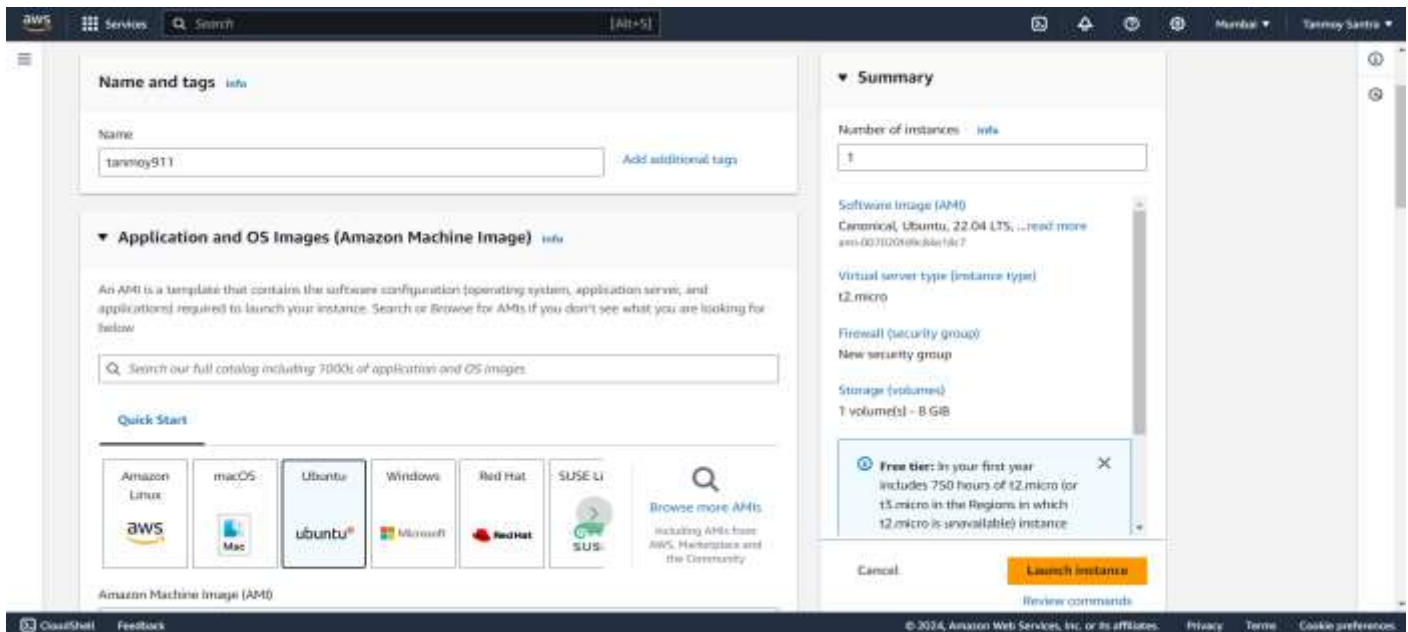 aws
Services
Search
[Alt+S]
Mumbai
Tanmoy Santra
Name and tags Info
Name
tanmoy911
Add additional tags
Application and OS Images (Amazon Machine Image) Info
An AMI is a template that contains the software configuration (operating system, application server, and
applications) required to launch your instance. Search or Browse for AMIs if you don't see what you are looking for
below
Search our full catalog including 1000s of application and OS images
Quick Start
Amazon
Linux
aws
macOS
Mac
Ubuntu
ubuntu®
Windows
Microsoft
Red Hat
Red Hat
SUSE Li
SUS
Browse more AMIs
Including AMIs from
AWS, Marketplace and
the Community
Amazon Machine Image (AMI)
Summary
Number of instances Info
1
Software Image (AMI)
Canonical, Ubuntu, 22.04 LTS, ...read more
Virtual server type (instance type)
t2.micro
Firewall (security group)
New security group
Storage (volumes)
1 volume(s) - 8 GiB
Free tier: In your first year
includes 750 hours of t2.micro (or
t3.micro in the Regions in which
t2.micro is unavailable) instance
Cancel
Launch instance
Review commands
CloudShell
Feedback
© 2024, Amazon Web Services, Inc. or its affiliates.
Privacy
Terms
Cookie preferences